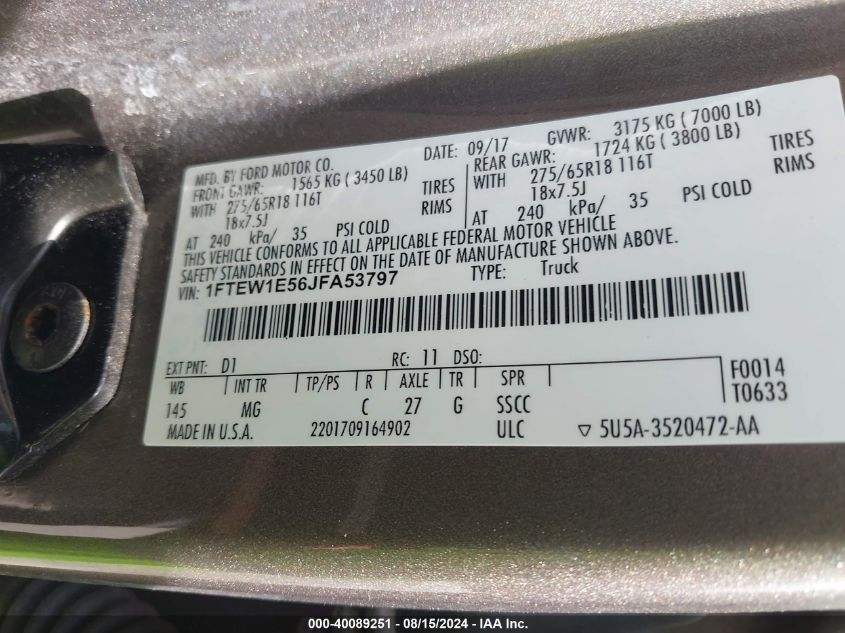 MFD. BY FORD MOTOR CO. DATE: 09/17 GVWR: 3175 KG ( 7000 LB)
FRONT GAWR: 1565 KG ( 3450 LB) REAR GAWR: 1724 KG ( 3800 LB)
WITH 275/65R18 116T TIRES WITH 275/65R18 116T TIRES
18x7.5J RIMS 18x7.5J RIMS
AT 240 kPa/ 35 PSI COLD AT 240 kPa/ 35 PSI COLD
THIS VEHICLE CONFORMS TO ALL APPLICABLE FEDERAL MOTOR VEHICLE
SAFETY STANDARDS IN EFFECT ON THE DATE OF MANUFACTURE SHOWN ABOVE.
VIN: 1FTEW1E56JFA53797 TYPE: Truck
EXT PNT: D1 RC: 11 DSO: F0014
WB INT TR TP/PS R AXLE TR SPR T0633
145 MG C 27 G SSCC
MADE IN U.S.A. 2201709164902 ULC ▽ 5U5A-3520472-AA
000-40089251 - 08/15/2024 - IAA Inc.